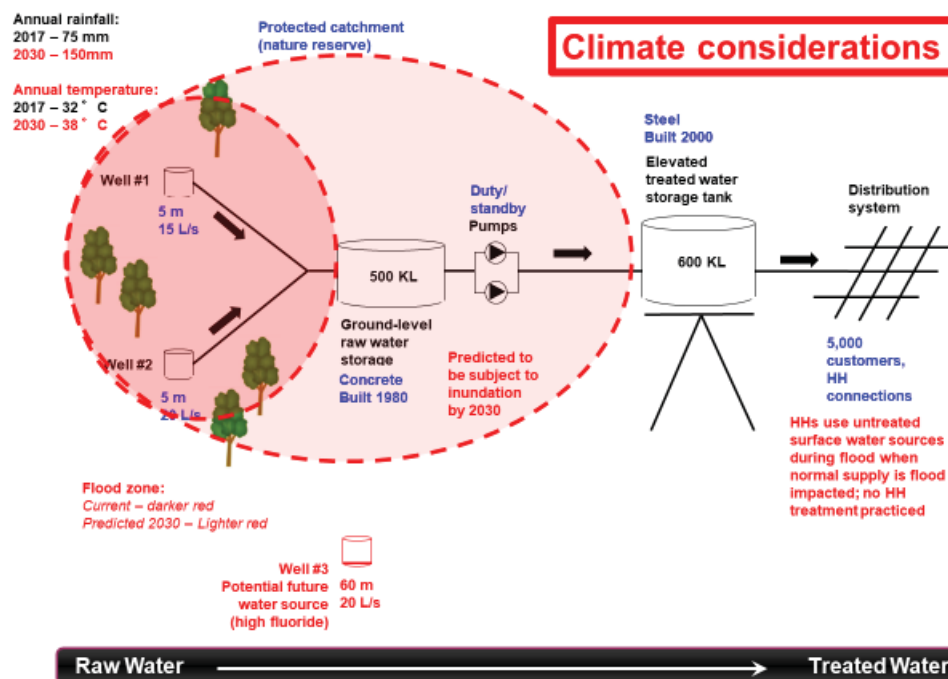 Annual rainfall:
2017 – 75 mm
2030 – 150mm
Annual temperature:
2017 – 32° C
2030 – 38° C
Protected catchment
(nature reserve)
Climate considerations
Well #1
5 m
15 L/s
Well #2
5 m
20 L/s
500 KL
Ground-level
raw water
storage
Concrete
Built 1980
Duty/
standby
Pumps
Predicted to
be subject to
inundation
by 2030
Steel
Built 2000
Elevated
treated water
storage tank
600 KL
Distribution
system
5,000
customers,
HH
connections
HHs use untreated
surface water sources
during flood when
normal supply is flood
impacted; no HH
treatment practiced
Flood zone:
Current – darker red
Predicted 2030 – Lighter red
Well #3
Potential future
water source
(high fluoride)
60 m
20 L/s
Raw Water
Treated Water